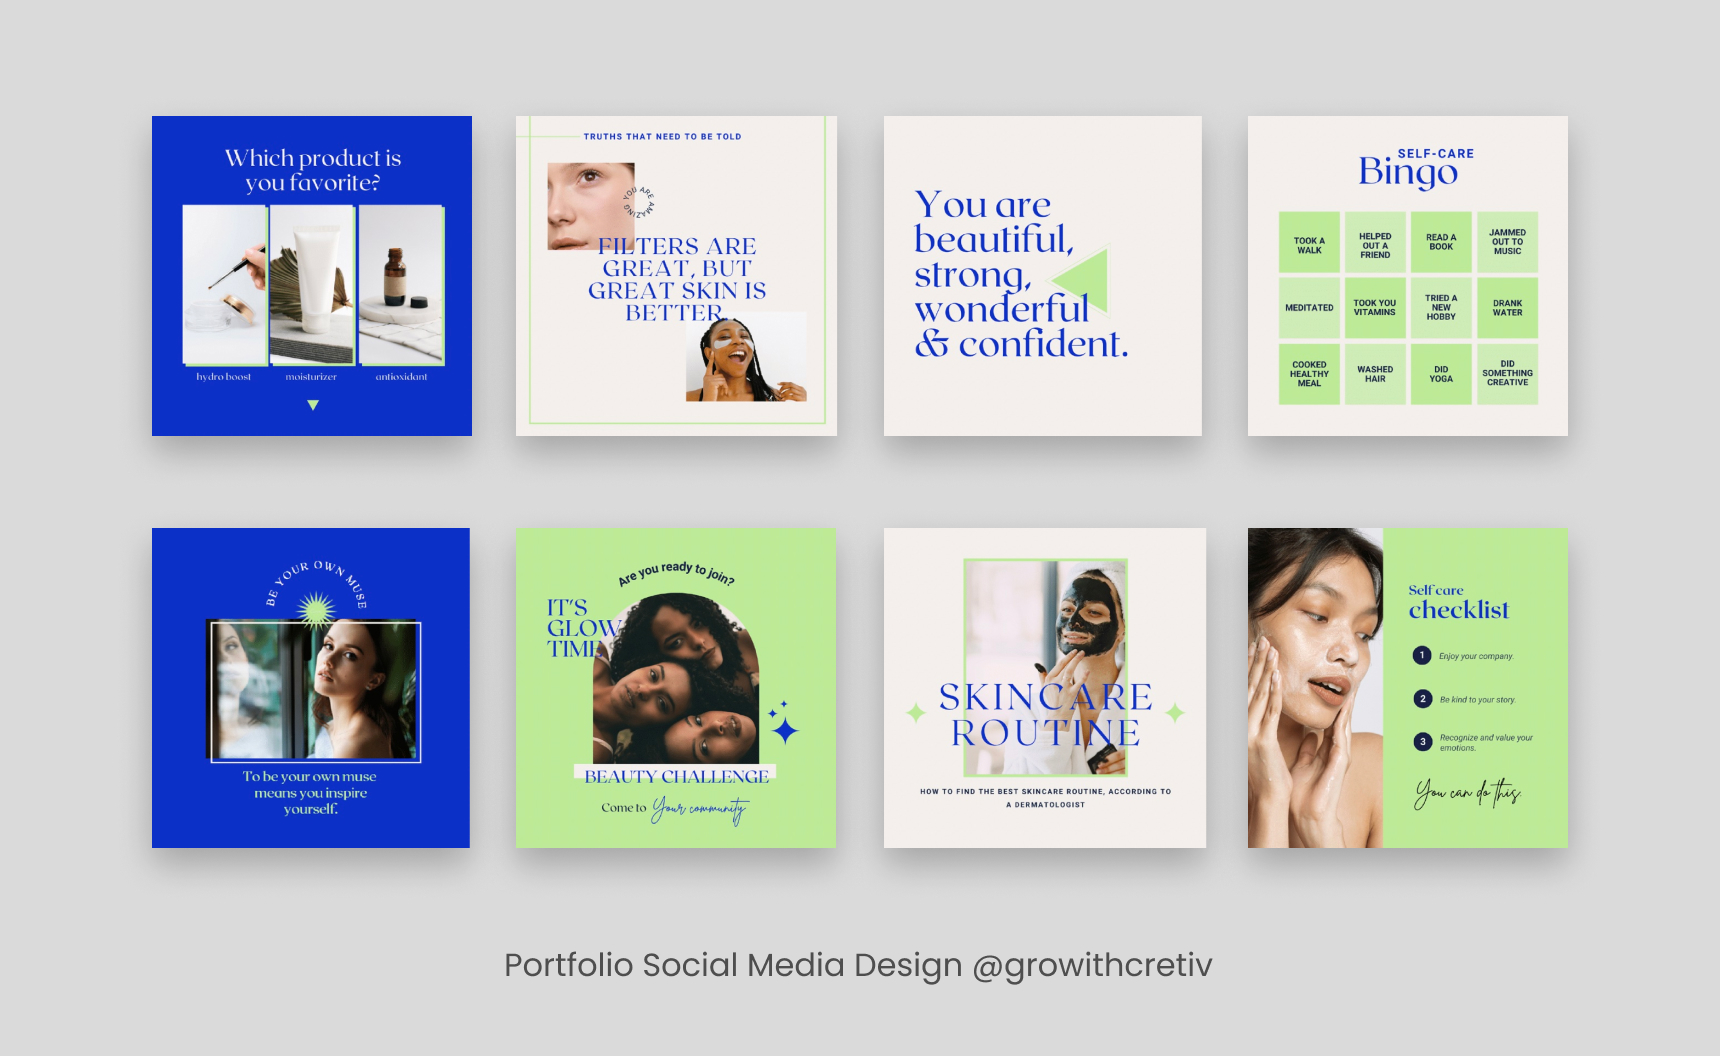 Which product is
you favorite?
hydro boost
moisturizer
antioxidant
TRUTHS THAT NEED TO BE TOLD
YOU ARE AMAZING
FILTERS ARE
GREAT, BUT
GREAT SKIN IS
BETTER
You are
beautiful,
strong,
wonderful
& confident.
SELF-CARE
Bingo
TOOK A
WALK
HELPED
OUT A
FRIEND
READ A
BOOK
JAMMED
OUT TO
MUSIC
MEDITATED
TOOK YOU
VITAMINS
TRIED A
NEW
HOBBY
DRANK
WATER
COOKED
HEALTHY
MEAL
WASHED
HAIR
DID
YOGA
DID
SOMETHING
CREATIVE
BE YOUR OWN MUSE
To be your own muse
means you inspire
yourself.
Are you ready to join?
IT'S
GLOW
TIME
BEAUTY CHALLENGE
Come to Your community
SKINCARE
ROUTINE
HOW TO FIND THE BEST SKINCARE ROUTINE, ACCORDING TO
A DERMATOLOGIST
Self care
checklist
1 Enjoy your company.
2 Be kind to your story.
3 Recognize and value your
emotions.
You can do this.
Portfolio Social Media Design @growithcretiv